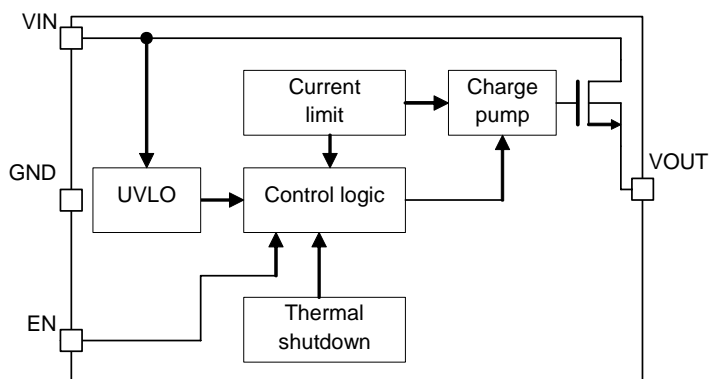 VIN
Current
limit
Charge
pump
GND
UVLO
Control logic
VOUT
EN
Thermal
shutdown